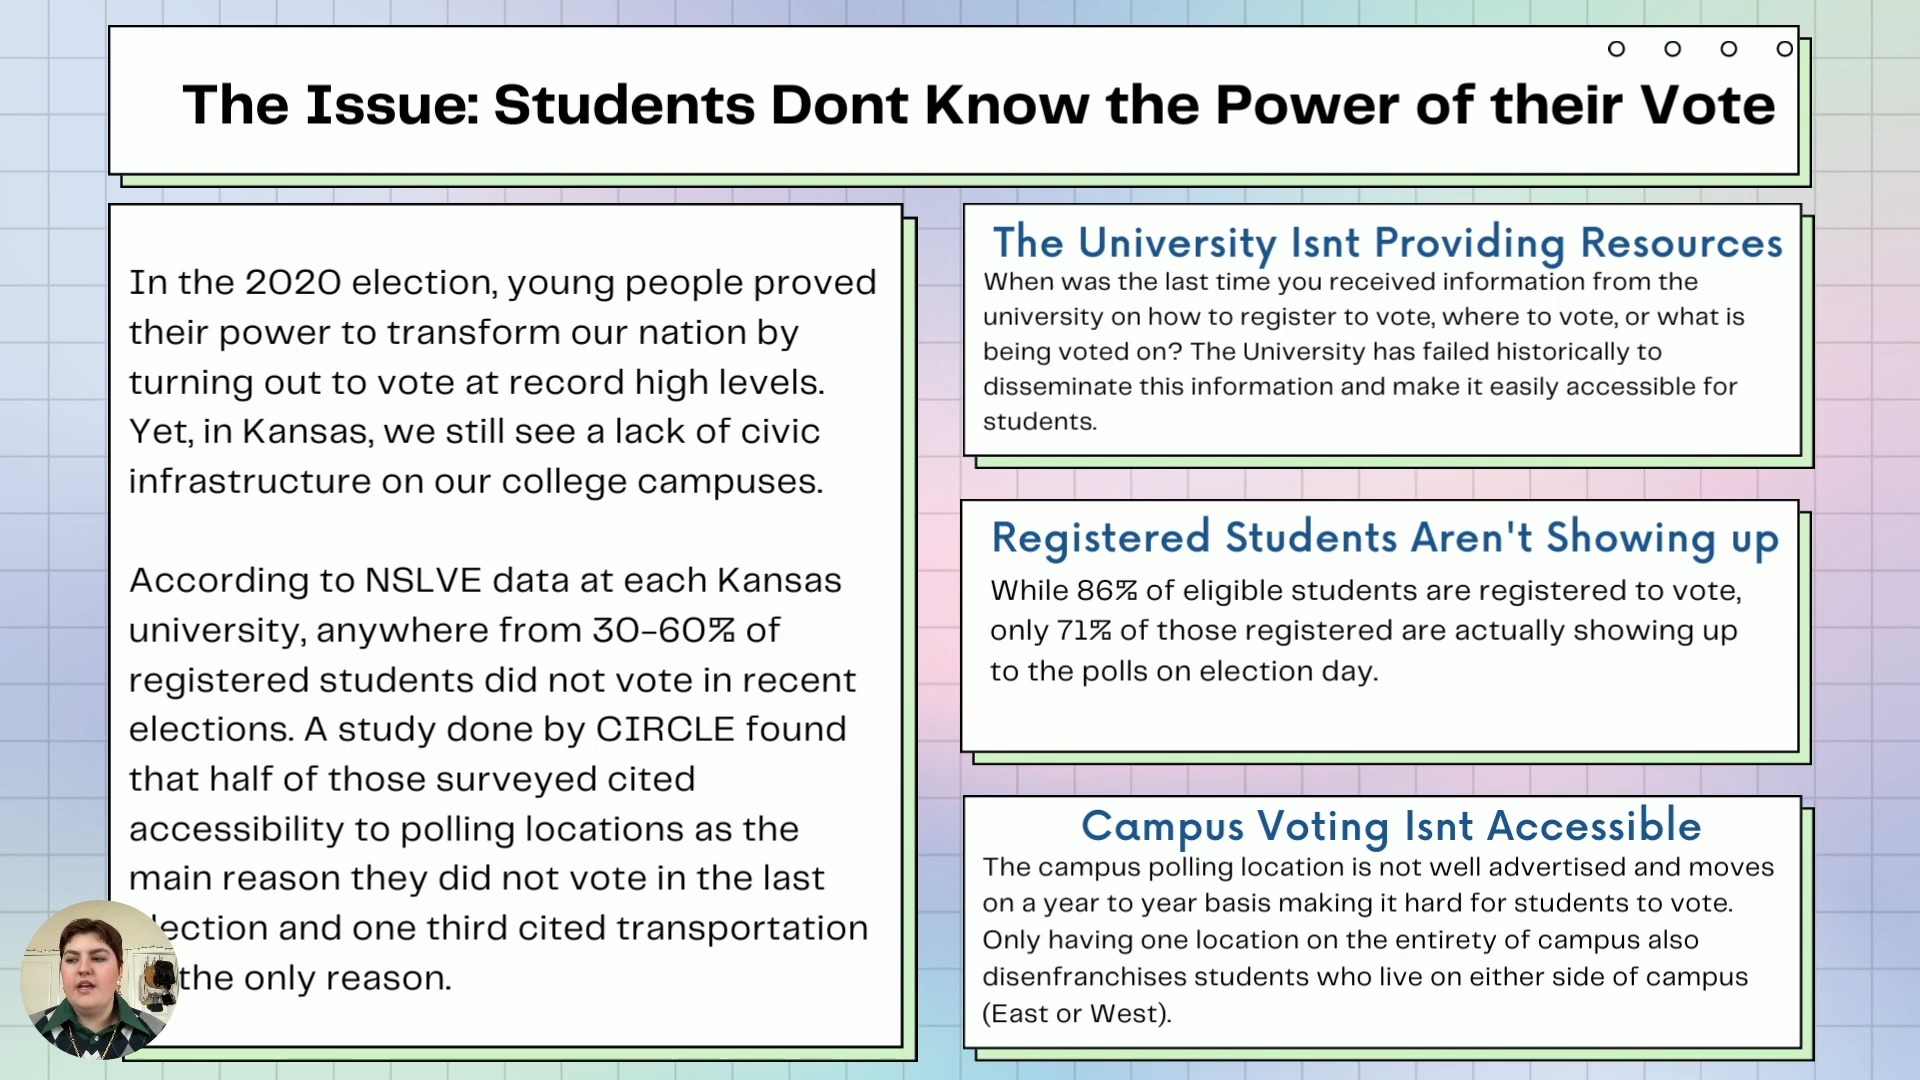 The Issue: Students Dont Know the Power of their Vote
In the 2020 election, young people proved
their power to transform our nation by
turning out to vote at record high levels.
Yet, in Kansas, we still see a lack of civic
infrastructure on our college campuses.
According to NSLVE data at each Kansas
university, anywhere from 30-60% of
registered students did not vote in recent
elections. A study done by CIRCLE found
that half of those surveyed cited
accessibility to polling locations as the
main reason they did not vote in the last
and one third cited transportation
the only reason.
The University Isnt Providing Resources
When was the last time you received information from the
university on how to register to vote, where to vote, or what is
being voted on? The University has failed historically to
disseminate this information and make it easily accessible for
students.
Registered Students Aren't Showing up
While 86% of eligible students are registered to vote,
only 71% of those registered are actually showing up
to the polls on election day.
Campus Voting Isnt Accessible
The campus polling location is not well advertised and moves
on a year to year basis making it hard for students to vote.
Only having one location on the entirety of campus also
disenfranchises students who live on either side of campus
(East or West).